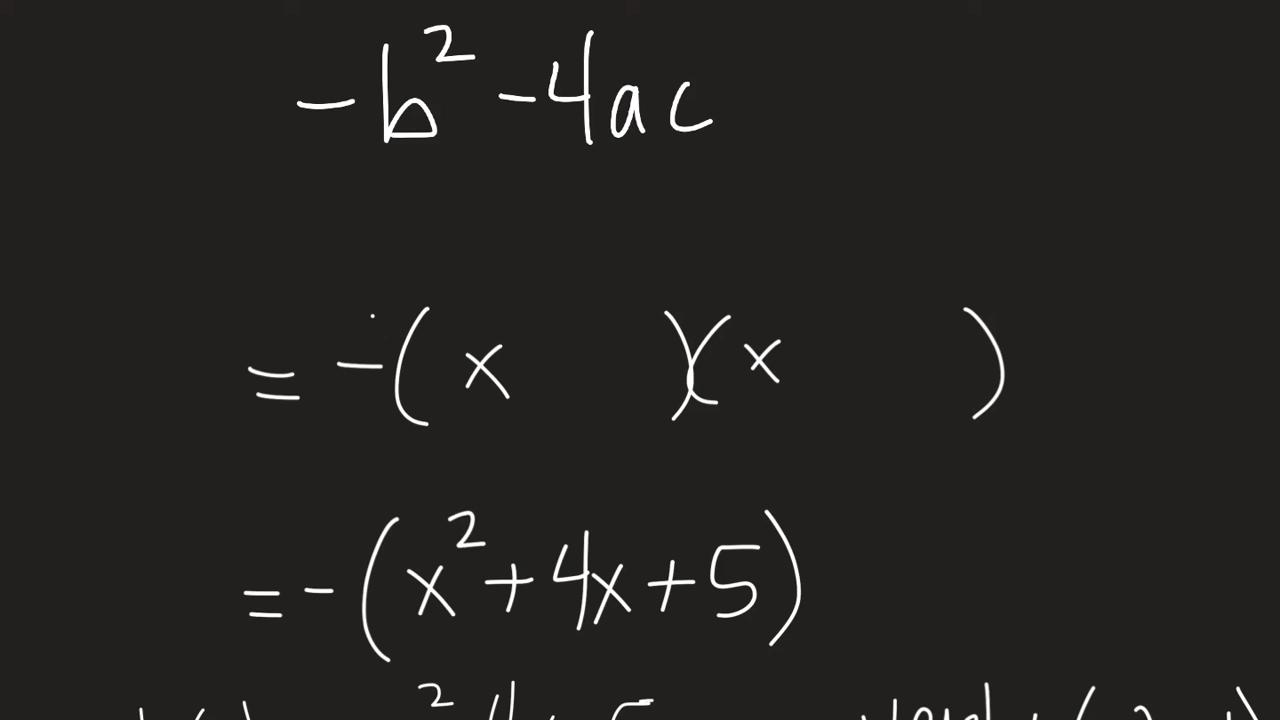 -b² -4ac
= -( x )( x )
= -(x² + 4x + 5)